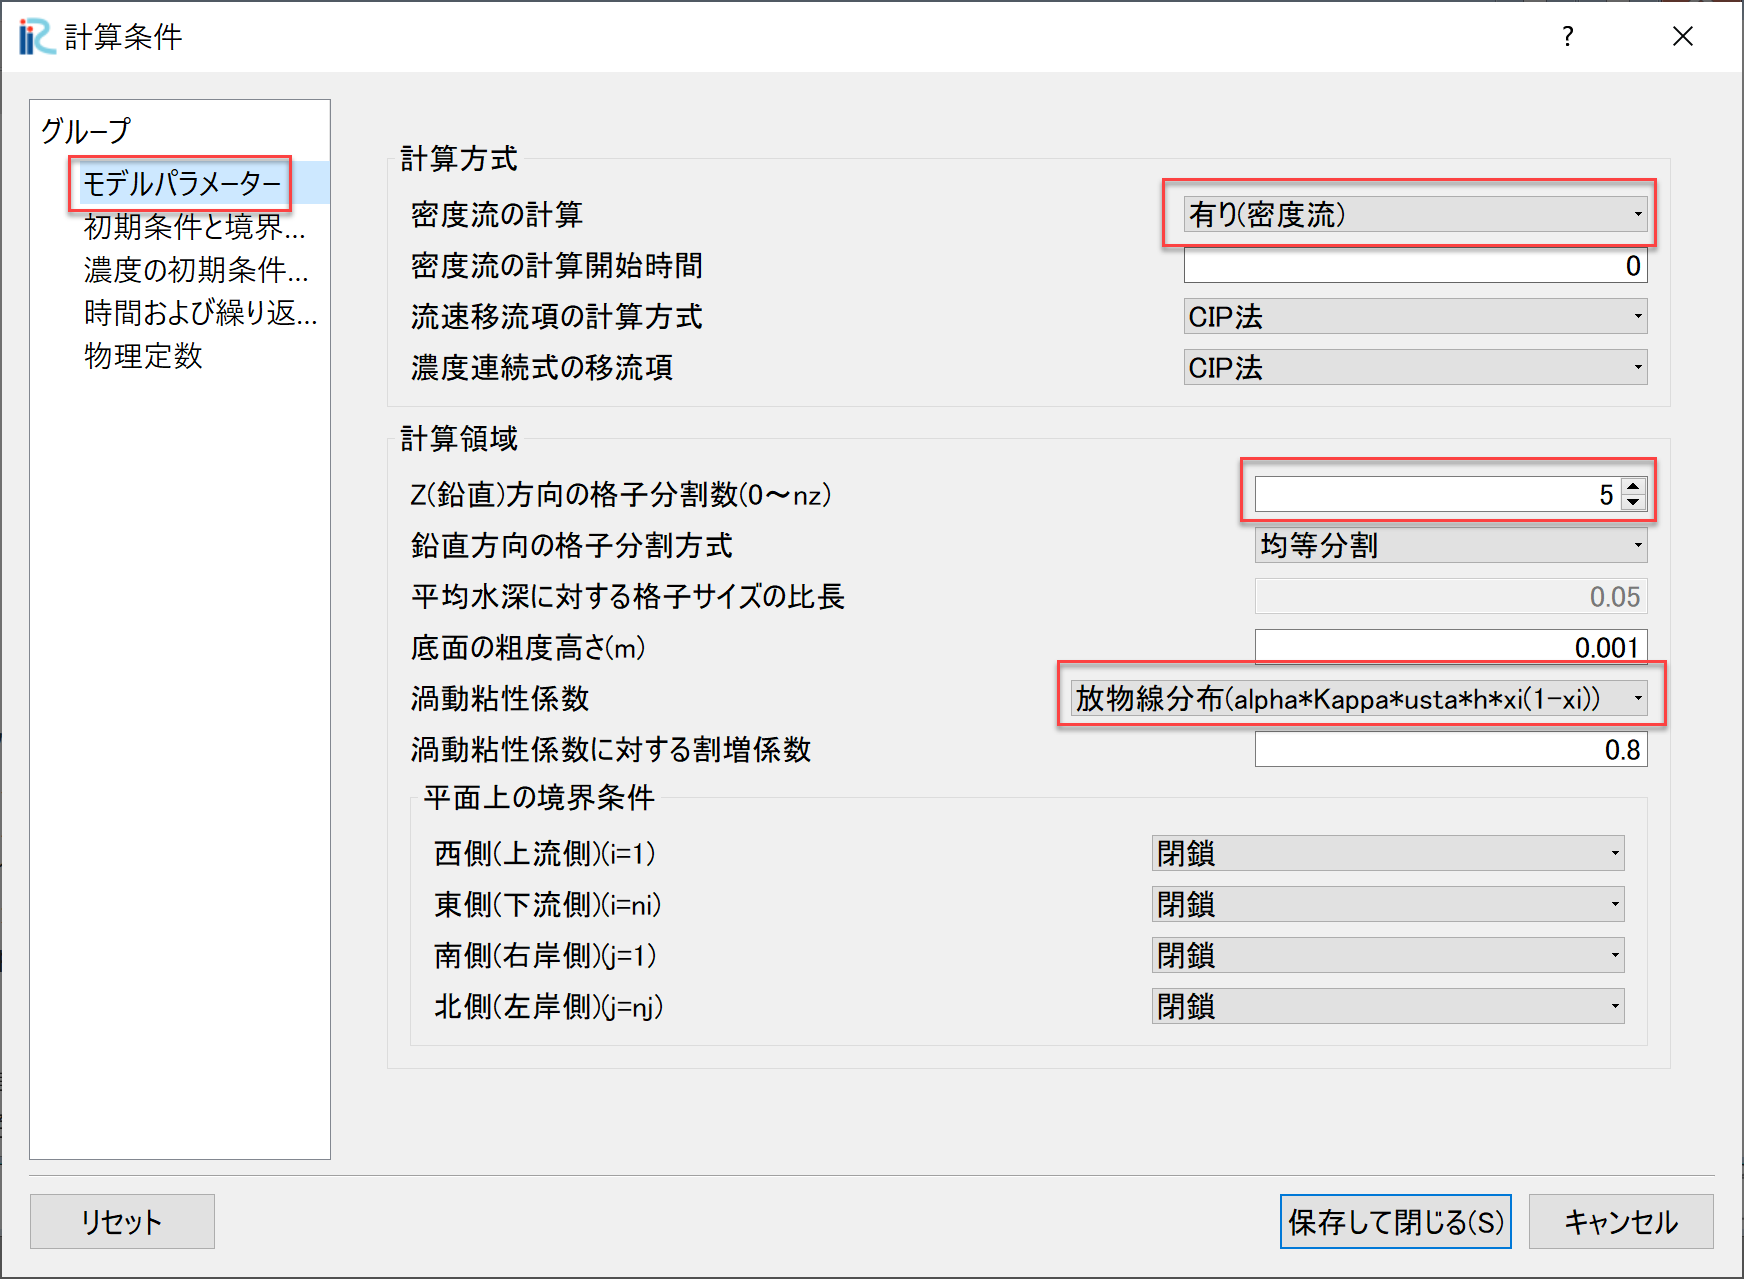 iRC 計算条件 ?
グループ
モデルパラメーター
初期条件と境界...
濃度の初期条件...
時間および繰り返...
物理定数
計算方式
密度流の計算 有り(密度流)
密度流の計算開始時間 0
流速移流項の計算方式 CIP法
濃度連続式の移流項 CIP法
計算領域
Z(鉛直)方向の格子分割数(0～nz) 5
鉛直方向の格子分割方式 均等分割
平均水深に対する格子サイズの比長 0.05
底面の粗度高さ(m) 0.001
渦動粘性係数 放物線分布(alpha*Kappa*usta*h*xi(1-xi))
渦動粘性係数に対する割増係数 0.8
平面上の境界条件
西側(上流側)(i=1) 閉鎖
東側(下流側)(i=ni) 閉鎖
南側(右岸側)(j=1) 閉鎖
北側(左岸側)(j=nj) 閉鎖
リセット 保存して閉じる(S) キャンセル